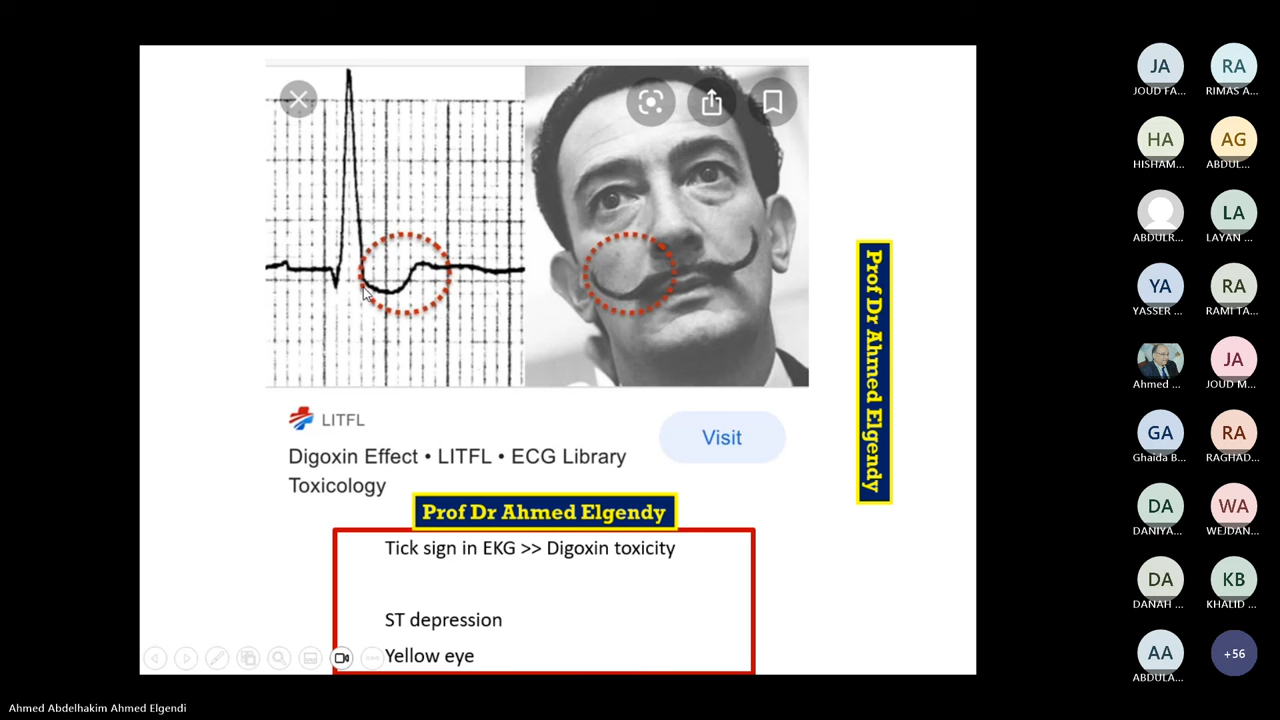 LITFL
Visit
Digoxin Effect • LITFL • ECG Library
Toxicology
Prof Dr Ahmed Elgendy
Tick sign in EKG >> Digoxin toxicity
ST depression
Yellow eye
Prof Dr Ahmed Elgendy
JA
JOUD FA...
RA
RIMAS A...
HA
HISHAM...
AG
ABDUL...
ABDULR...
LA
LAYAN ...
YA
YASSER ...
RA
RAMI TA...
Ahmed ...
JA
JOUD M...
GA
Ghaida B...
RA
RAGHAD...
DA
DANIYA...
WA
WEJDAN...
DA
DANAH ...
KB
KHALID ...
AA
ABDULA...
+56
Ahmed Abdelhakim Ahmed Elgendi